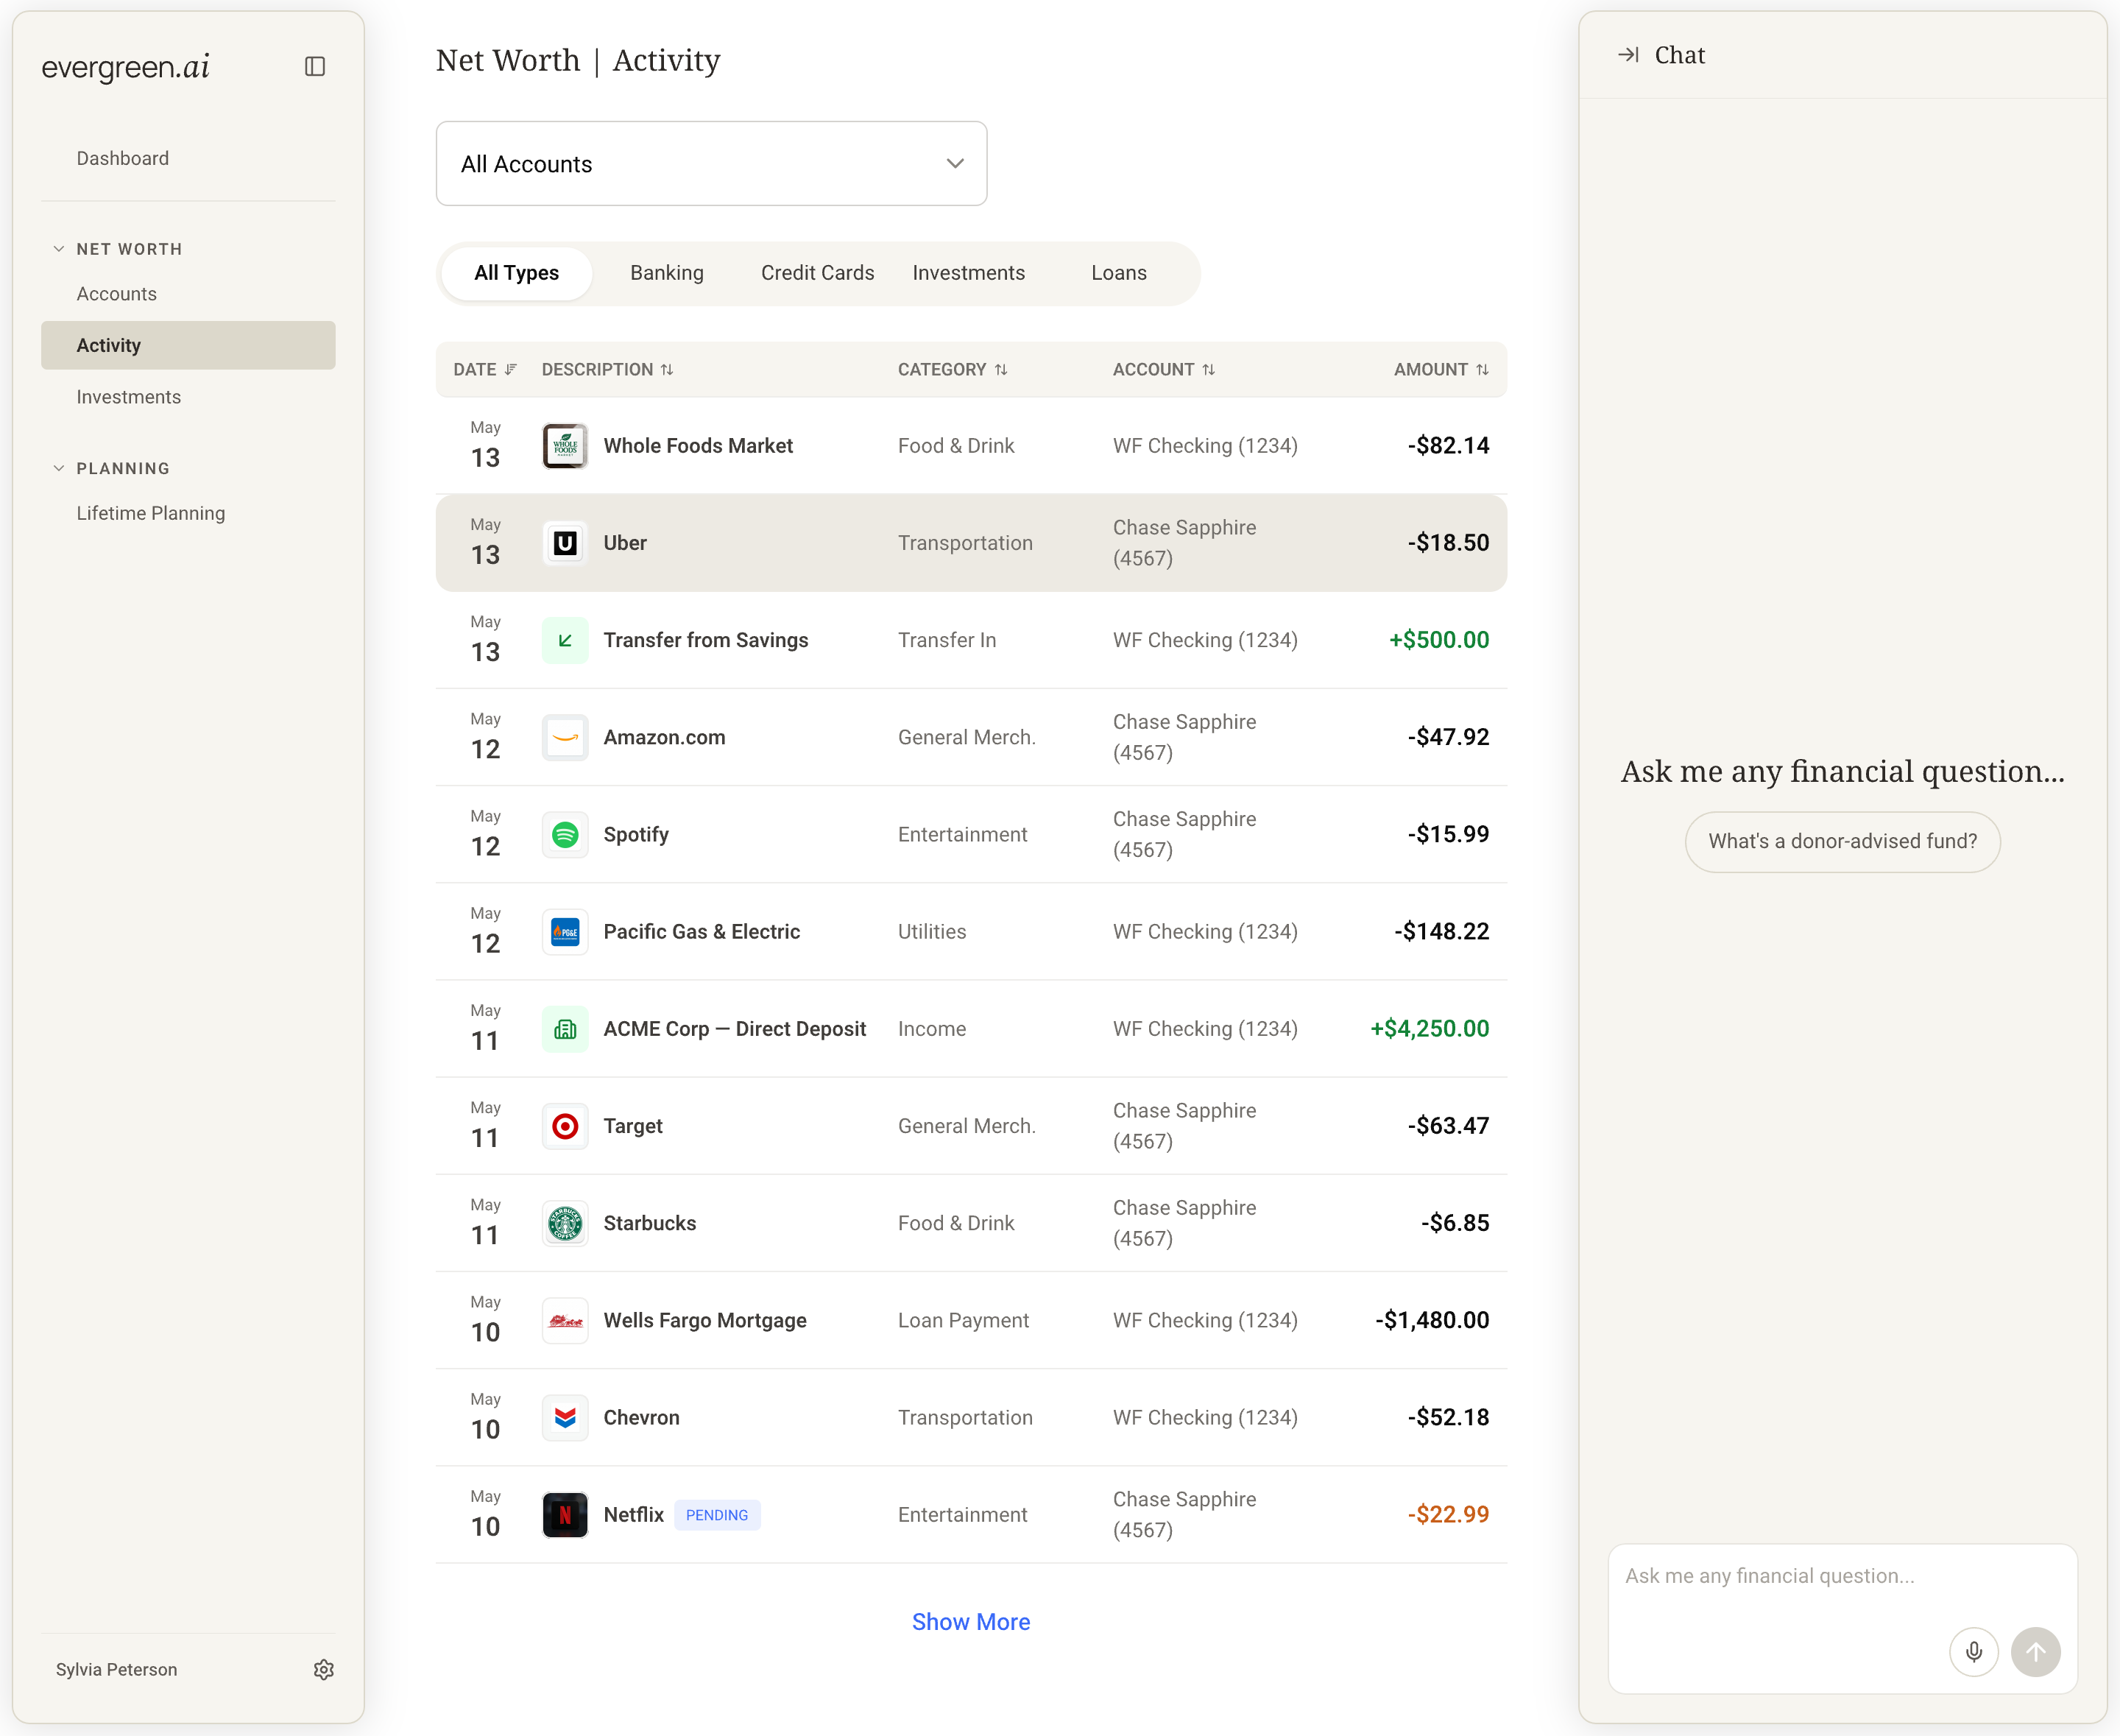 evergreen.ai
Dashboard
NET WORTH
Accounts
Activity
Investments
PLANNING
Lifetime Planning
Sylvia Peterson
Net Worth | Activity
All Accounts
All Types Banking Credit Cards Investments Loans
DATE DESCRIPTION CATEGORY ACCOUNT AMOUNT
May
13 WHOLE FOODS MARKET Whole Foods Market Food & Drink WF Checking (1234) -$82.14
May
13 U Uber Transportation Chase Sapphire (4567) -$18.50
May
13 Transfer from Savings Transfer In WF Checking (1234) +$500.00
May
12 Amazon.com General Merch. Chase Sapphire (4567) -$47.92
May
12 Spotify Entertainment Chase Sapphire (4567) -$15.99
May
12 PG&E Pacific Gas & Electric Utilities WF Checking (1234) -$148.22
May
11 ACME Corp — Direct Deposit Income WF Checking (1234) +$4,250.00
May
11 Target General Merch. Chase Sapphire (4567) -$63.47
May
11 STARBUCKS COFFEE Starbucks Food & Drink Chase Sapphire (4567) -$6.85
May
10 Wells Fargo Mortgage Loan Payment WF Checking (1234) -$1,480.00
May
10 Chevron Transportation WF Checking (1234) -$52.18
May
10 N Netflix PENDING Entertainment Chase Sapphire (4567) -$22.99
Show More
Chat
Ask me any financial question...
What's a donor-advised fund?
Ask me any financial question...